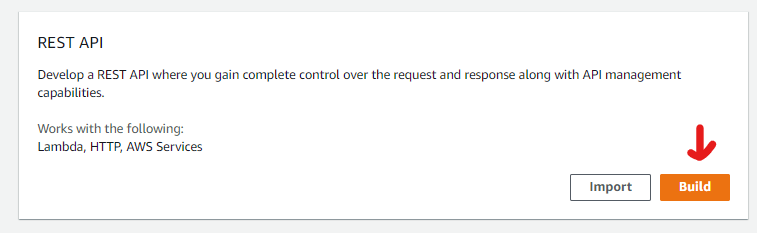 REST API
Develop a REST API where you gain complete control over the request and response along with API management
capabilities.
Works with the following:
Lambda, HTTP, AWS Services
Import
Build